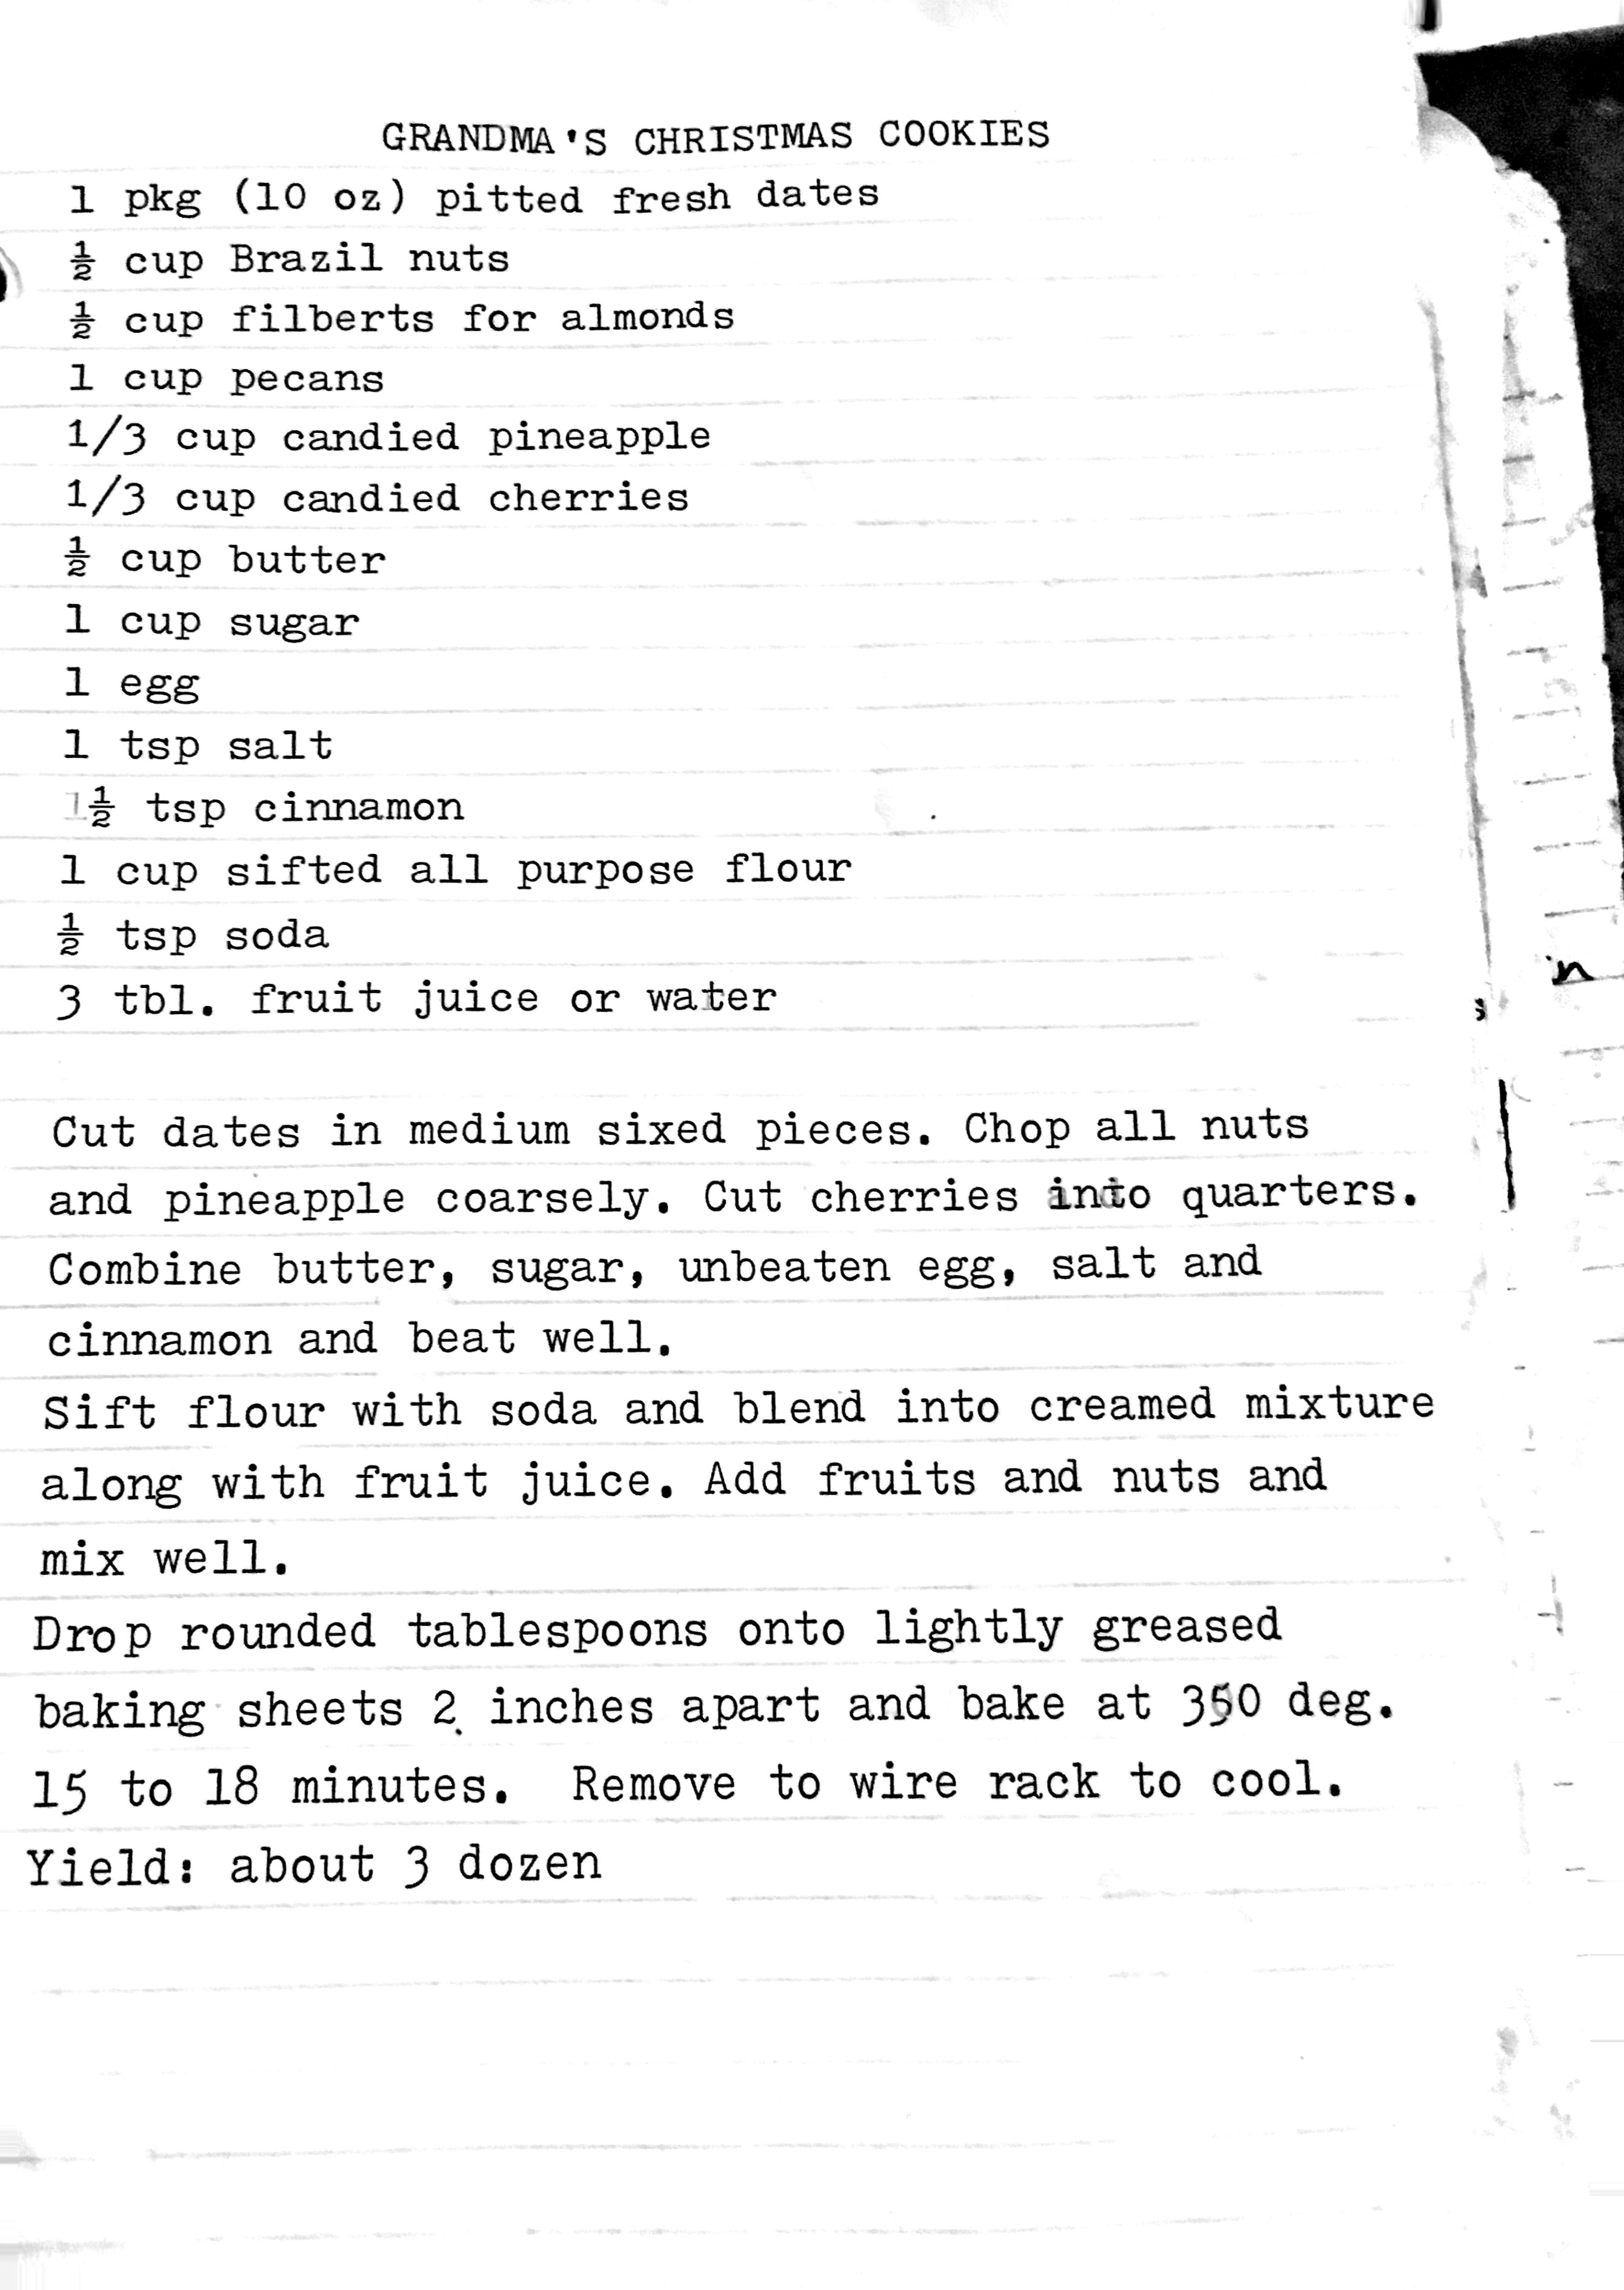 GRANDMA'S CHRISTMAS COOKIES
1 pkg (10 oz) pitted fresh dates
½ cup Brazil nuts
½ cup filberts for almonds
1 cup pecans
1/3 cup candied pineapple
1/3 cup candied cherries
½ cup butter
1 cup sugar
1 egg
1 tsp salt
1½ tsp cinnamon
1 cup sifted all purpose flour
½ tsp soda
3 tbl. fruit juice or water
Cut dates in medium sixed pieces. Chop all nuts
and pineapple coarsely. Cut cherries into quarters.
Combine butter, sugar, unbeaten egg, salt and
cinnamon and beat well.
Sift flour with soda and blend into creamed mixture
along with fruit juice. Add fruits and nuts and
mix well.
Drop rounded tablespoons onto lightly greased
baking sheets 2 inches apart and bake at 350 deg.
15 to 18 minutes. Remove to wire rack to cool.
Yield: about 3 dozen